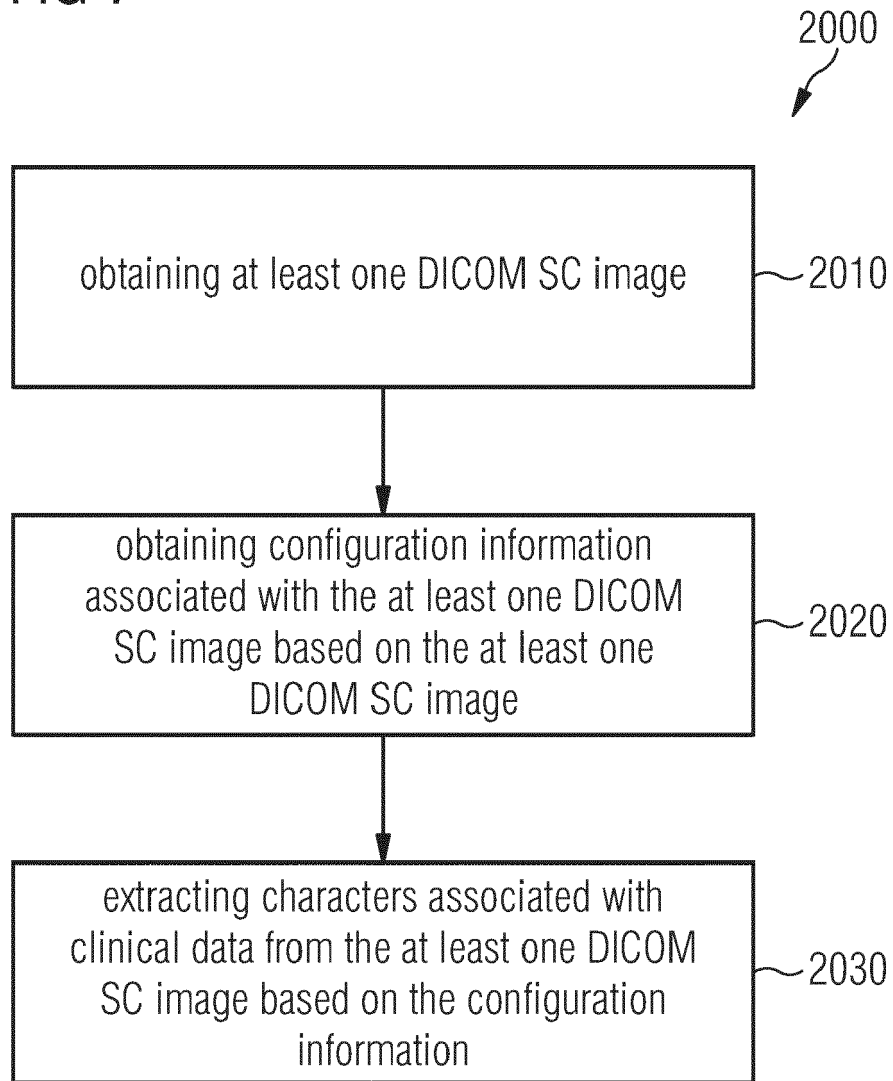 2000
obtaining at least one DICOM SC image
2010
obtaining configuration information
associated with the at least one DICOM
SC image based on the at least one
DICOM SC image
2020
extracting characters associated with
clinical data from the at least one DICOM
SC image based on the configuration
information
2030